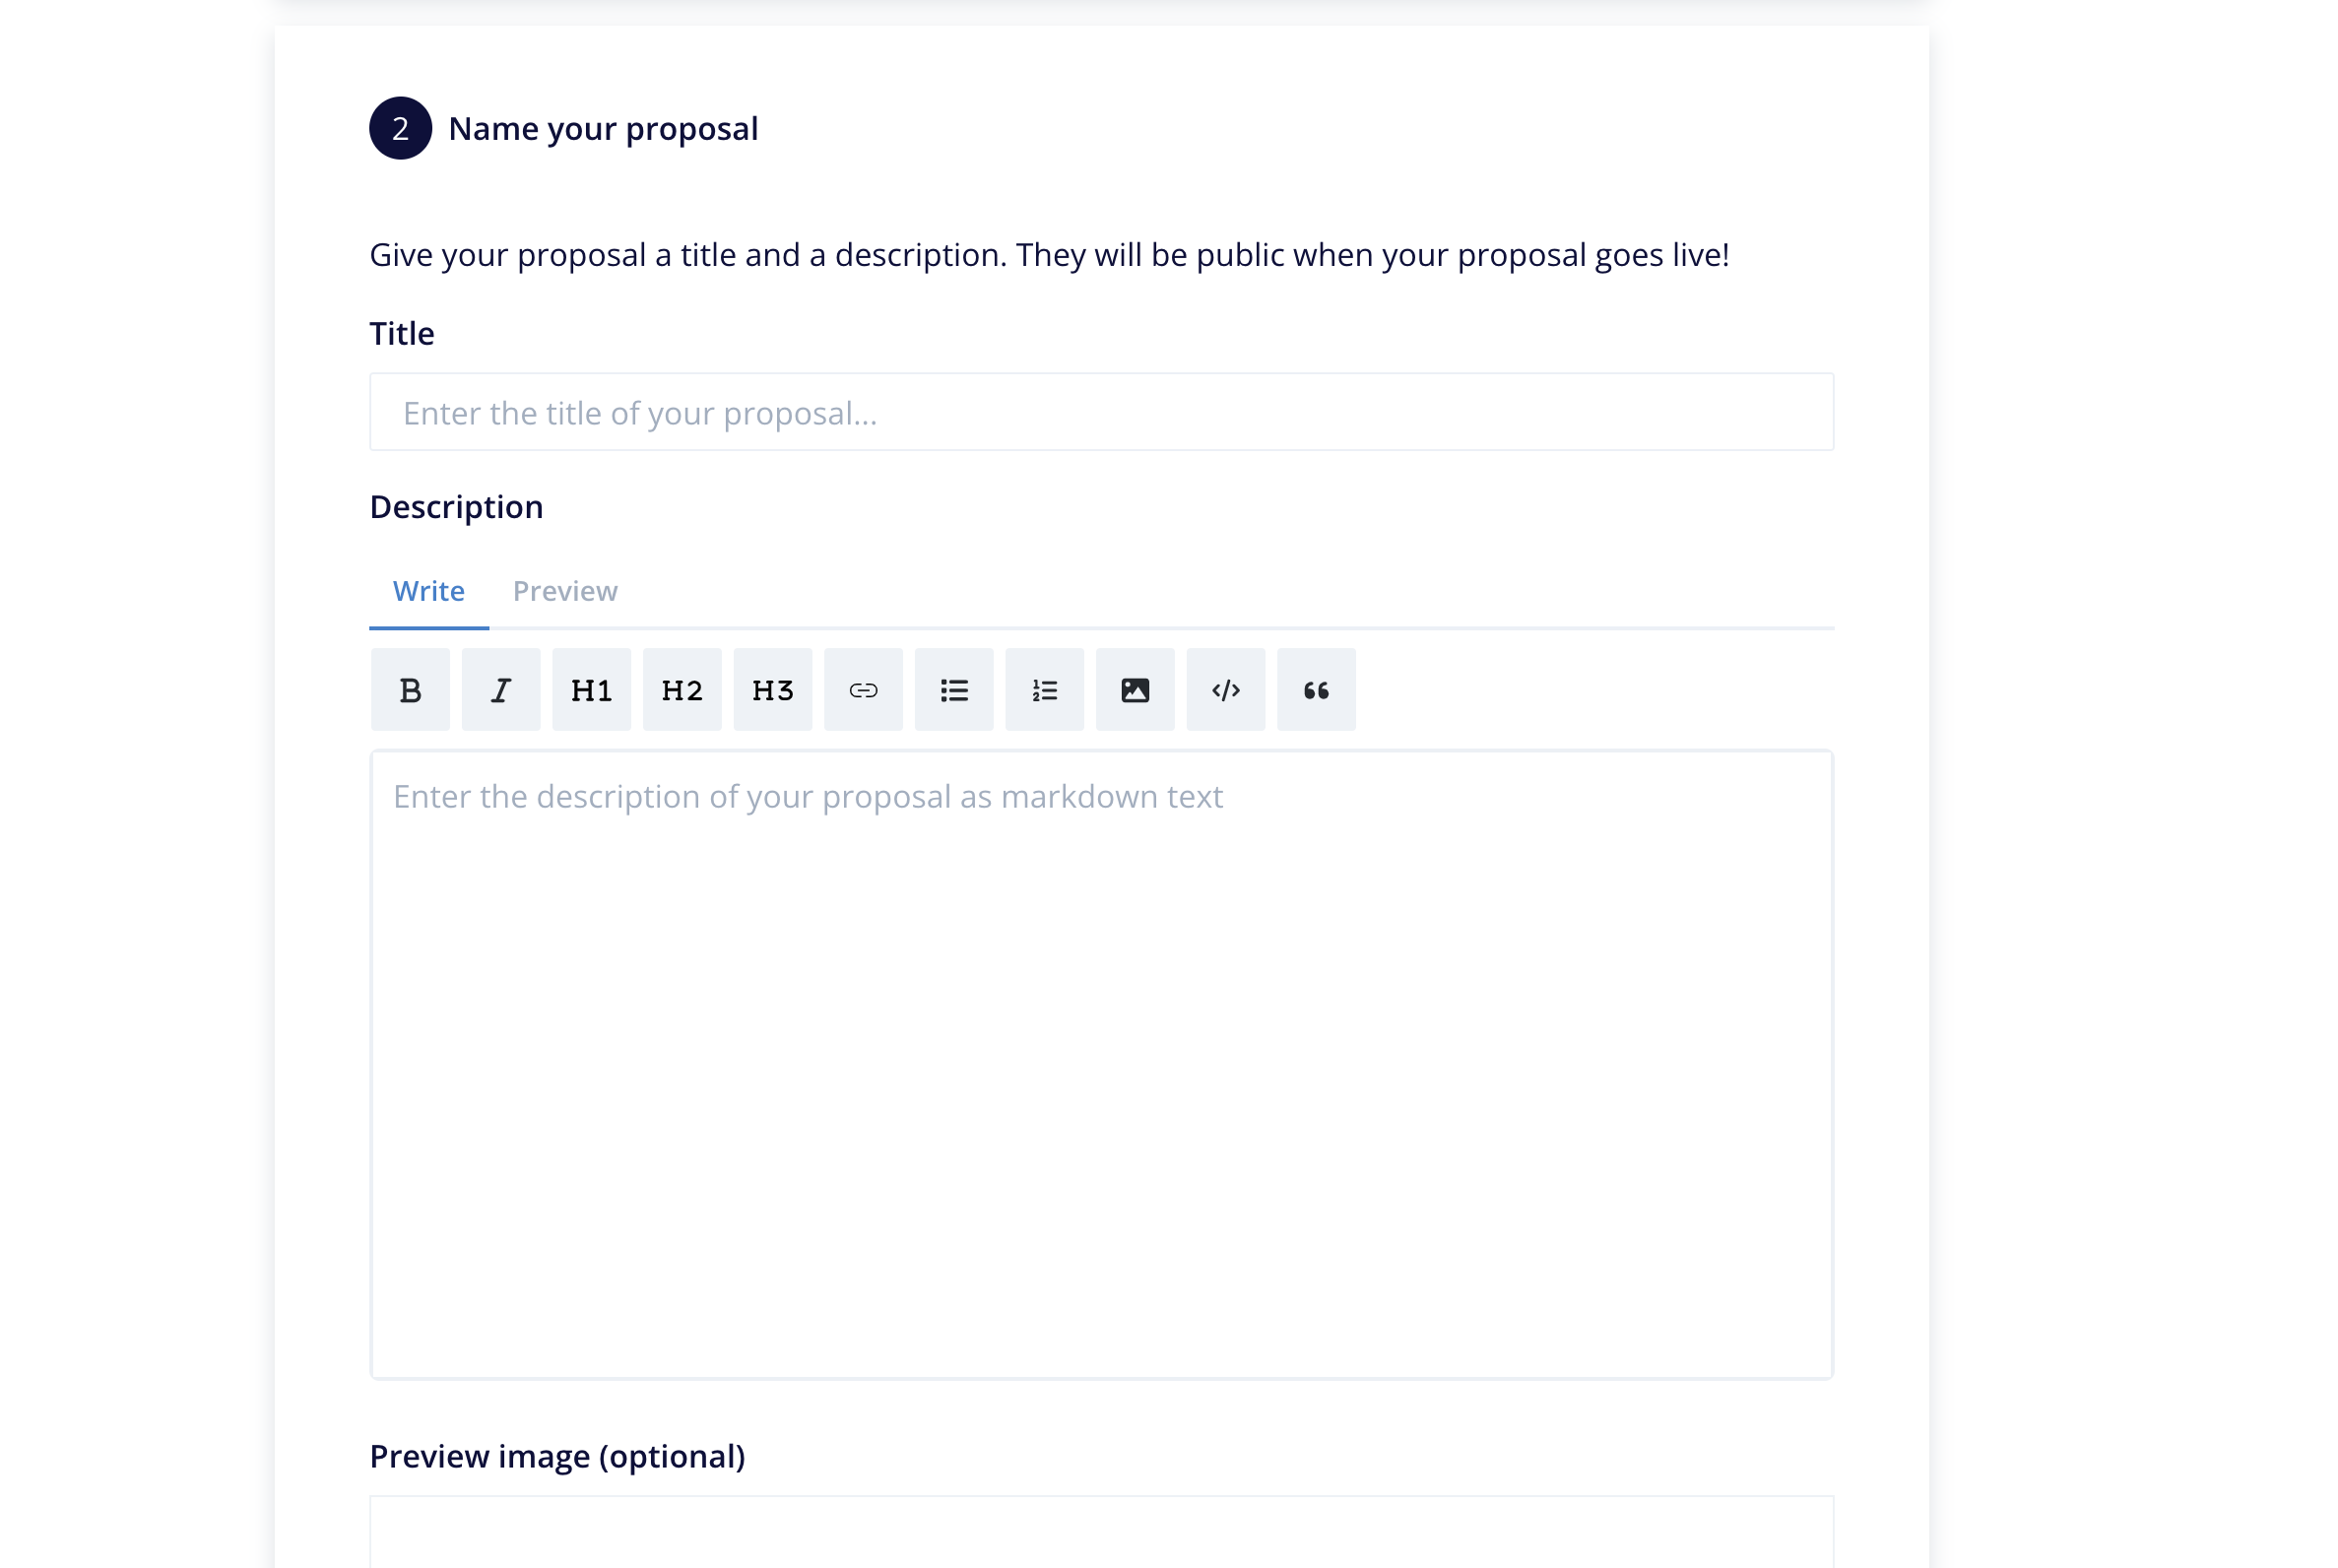 2 Name your proposal
Give your proposal a title and a description. They will be public when your proposal goes live!
Title
Enter the title of your proposal...
Description
Write Preview
B I H1 H2 H3
Enter the description of your proposal as markdown text
Preview image (optional)